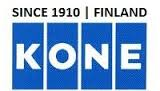 SINCE 1910 | FINLAND
KONE